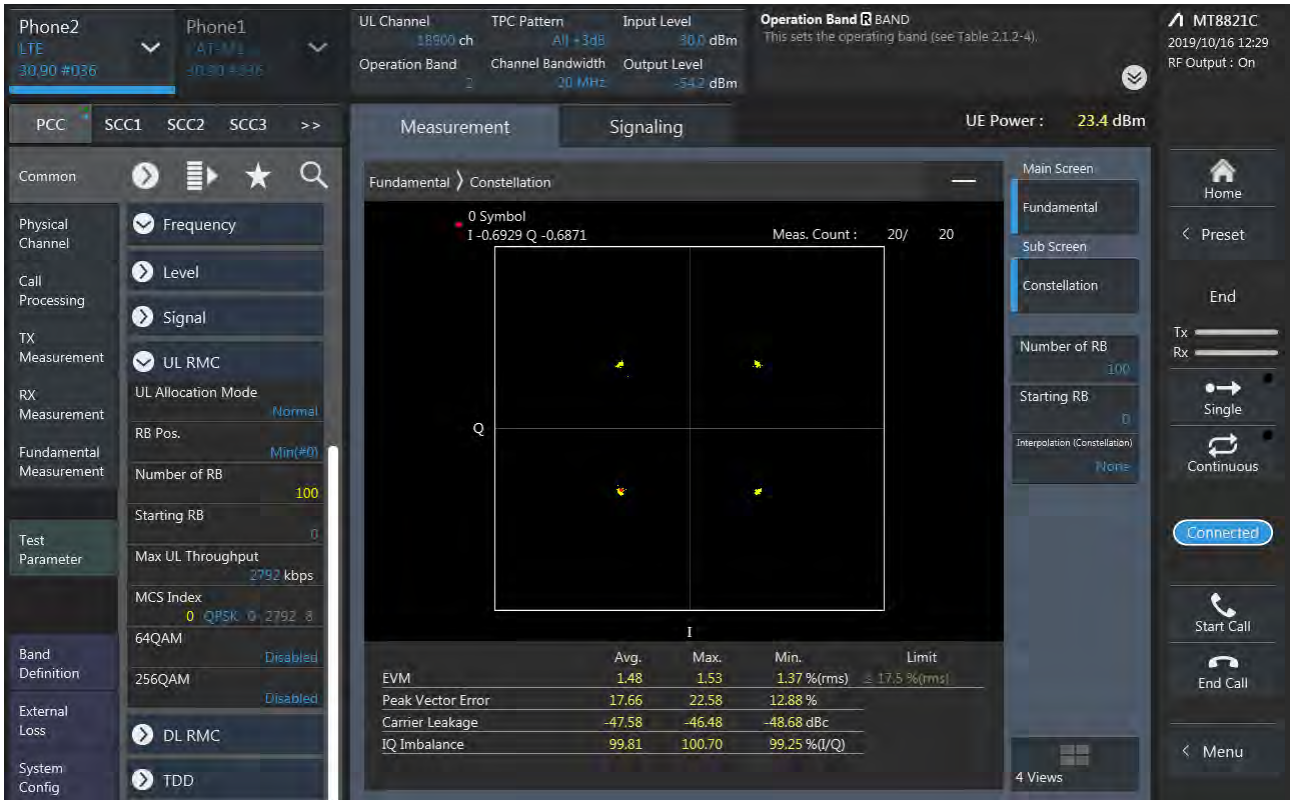 Phone2
LTE
30,90 #036
Phone1
CAT-M1
UL Channel
18900 ch
Operation Band
2
TPC Pattern
All +3dB
Channel Bandwidth
20 MHz
Input Level
30.0 dBm
Output Level
-54.2 dBm
Operation Band R BAND
This sets the operating band (see Table 2.1.2-4).
MT8821C
2019/10/16 12:29
RF Output : On
PCC SCC1 SCC2 SCC3 >>
Measurement
Signaling
UE Power : 23.4 dBm
Common
Physical
Channel
Call
Processing
TX
Measurement
RX
Measurement
Fundamental
Measurement
Test
Parameter
Band
Definition
External
Loss
System
Config
Frequency
Level
Signal
UL RMC
UL Allocation Mode
Normal
RB Pos.
Min(#0)
Number of RB
100
Starting RB
0
Max UL Throughput
2792 kbps
MCS Index
0 QPSK 0 2792 8
64QAM
Disabled
256QAM
Disabled
DL RMC
TDD
Fundamental 〉 Constellation
0 Symbol
I -0.6929 Q -0.6871
Meas. Count : 20/ 20
Q
I
Avg. Max. Min. Limit
EVM 1.48 1.53 1.37 %(rms) ≤ 17.5 %(rms)
Peak Vector Error 17.66 22.58 12.88 %
Carrier Leakage -47.58 -46.48 -48.68 dBc
IQ Imbalance 99.81 100.70 99.25 %(I/Q)
Main Screen
Fundamental
Sub Screen
Constellation
Number of RB
100
Starting RB
0
Interpolation (Constellation)
None
4 Views
Home
< Preset
End
Tx
Rx
Single
Continuous
Connected
Start Call
End Call
< Menu